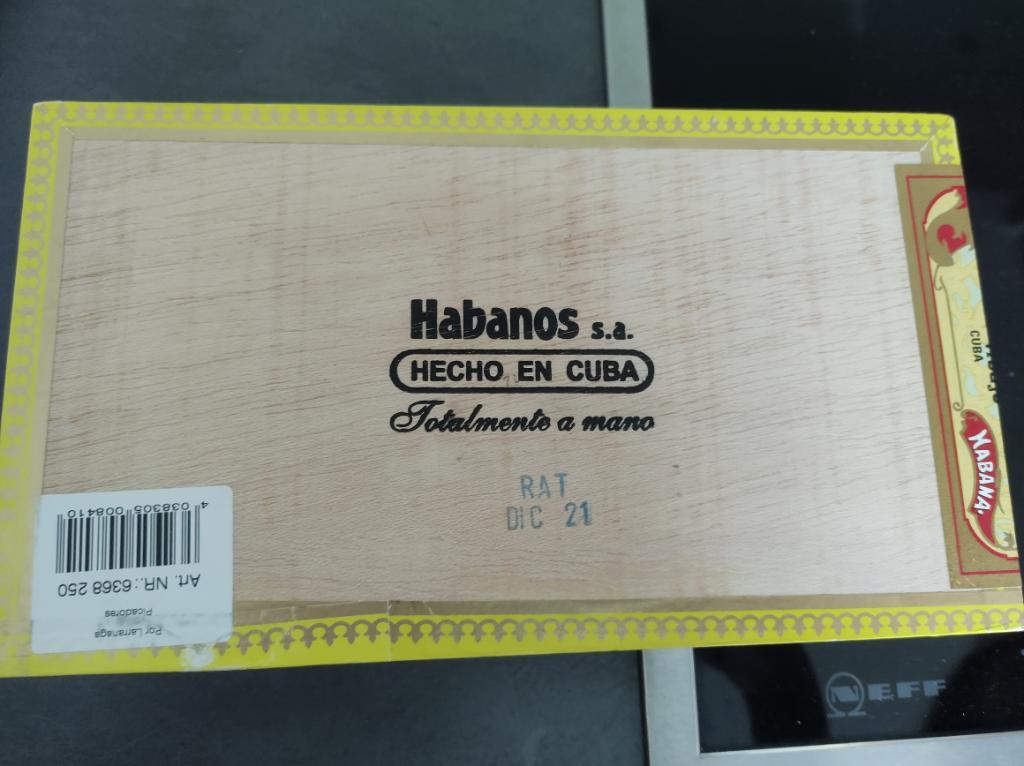 Habanos s.a.
HECHO EN CUBA
Totalmente a mano
RAT
DIC 21
CUBA
HABANA.
Por Larranaga
Picadores
Art. NR.: 6368 250
4 038305 008410
NEFF